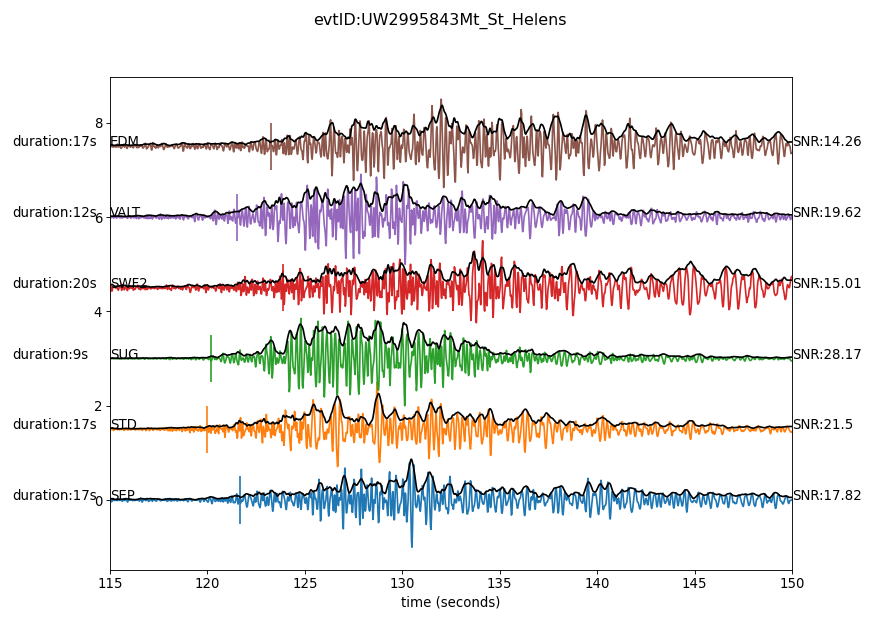 evtID:UW2995843Mt_St_Helens
8
duration:17s EDM SNR:14.26
duration:12s VALT SNR:19.62
6
duration:20s SWF2 SNR:15.01
4
duration:9s SUG SNR:28.17
2
duration:17s STD SNR:21.5
duration:17s SEP SNR:17.82
0
115 120 125 130 135 140 145 150
time (seconds)